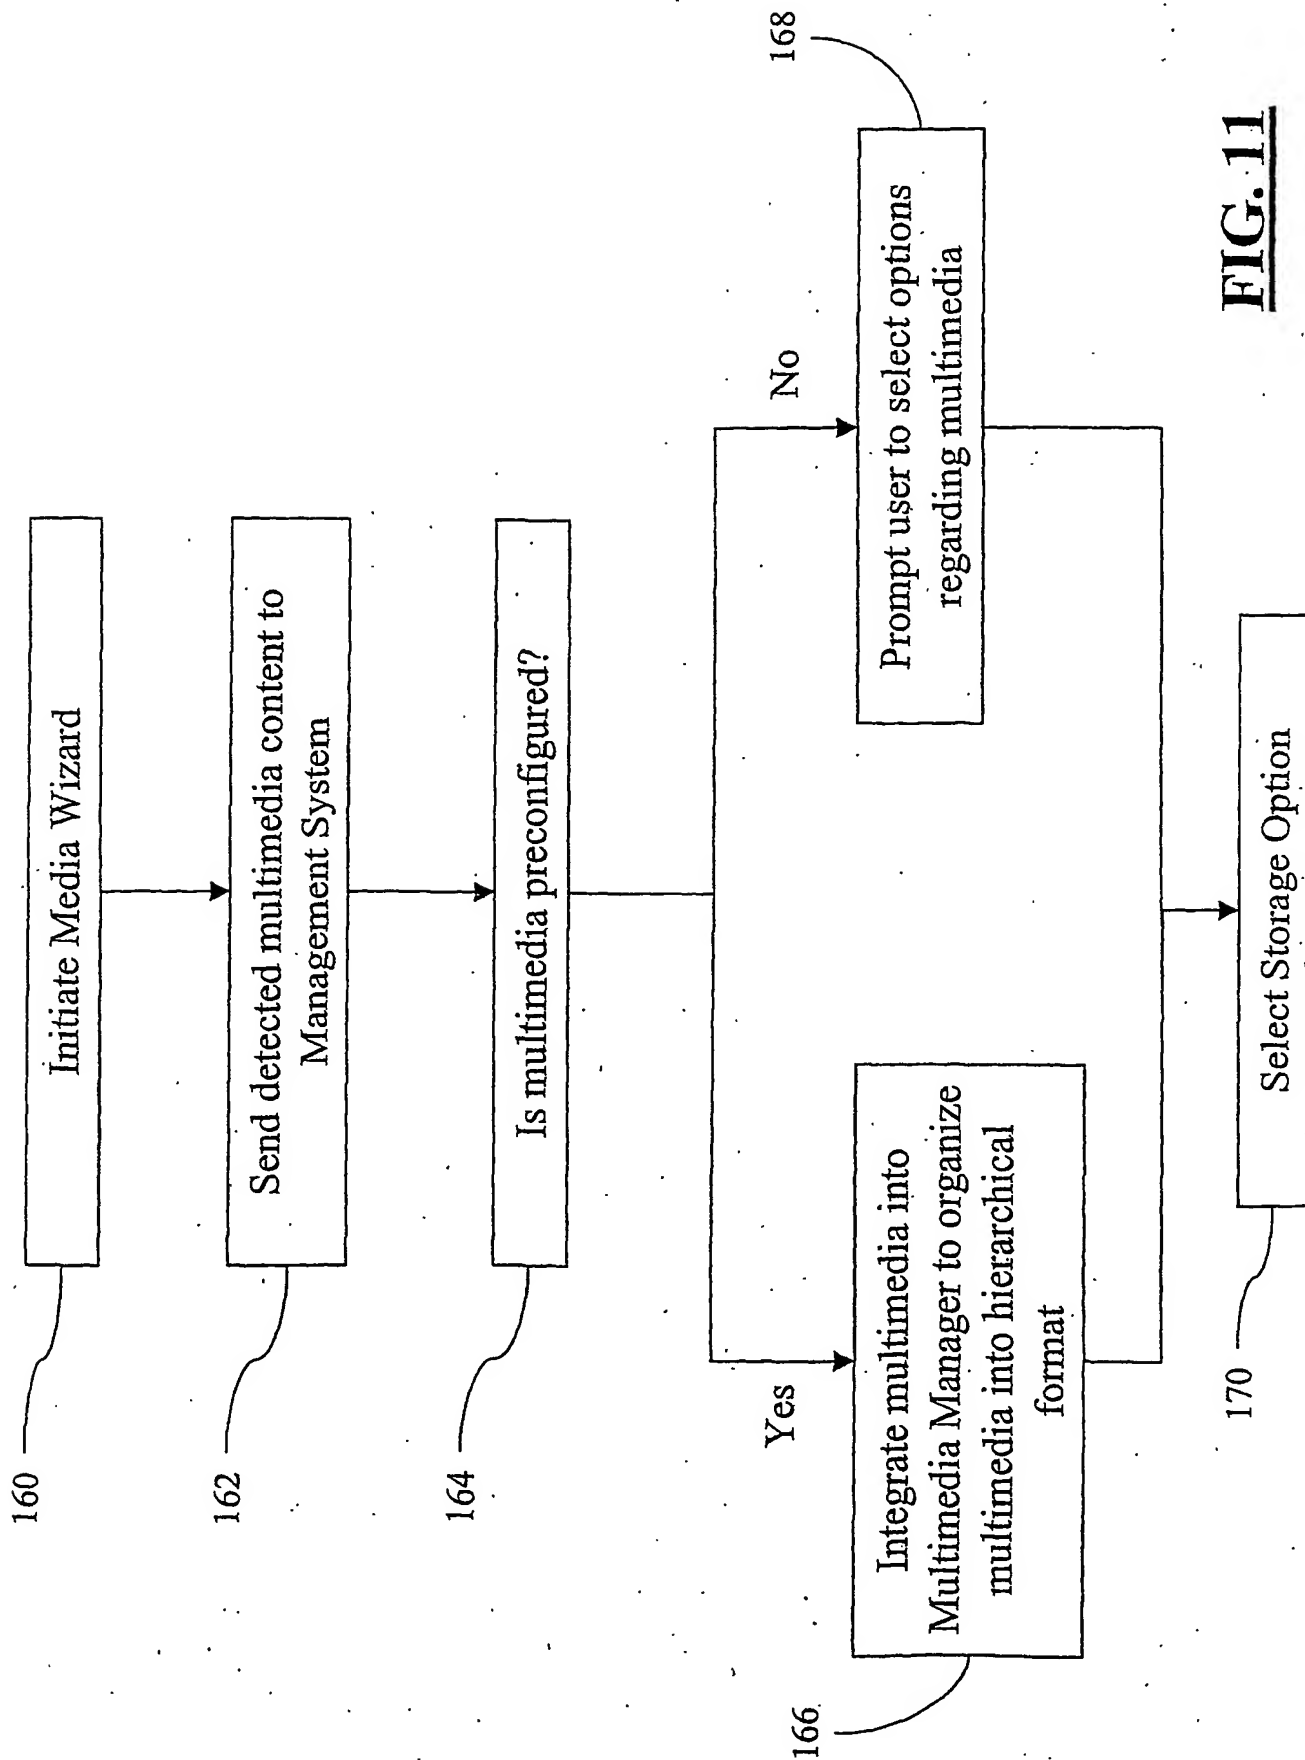 160
Initiate Media Wizard
162
Send detected multimedia content to
Management System
164
Is multimedia preconfigured?
Yes
No
166
Integrate multimedia into
Multimedia Manager to organize
multimedia into hierarchical
format
168
Prompt user to select options
regarding multimedia
170
Select Storage Option
FIG. 11